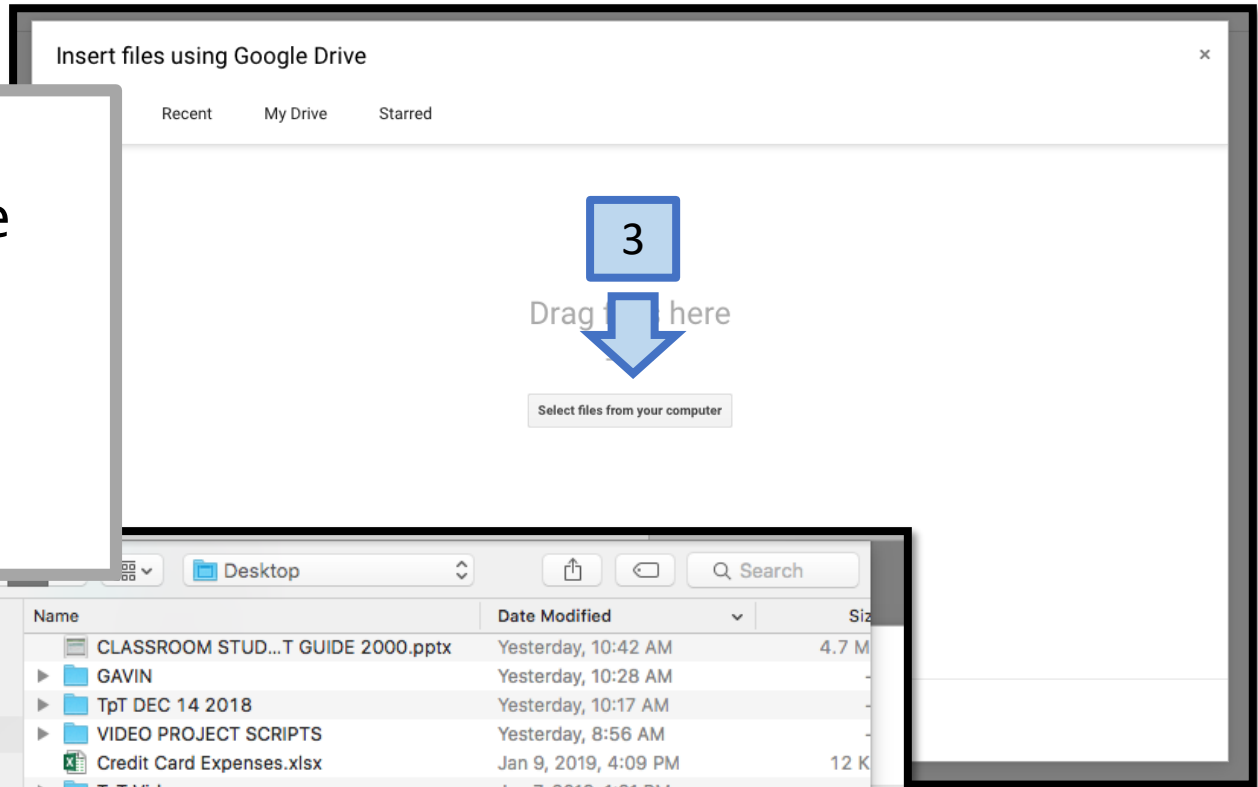 Insert files using Google Drive ×
Recent My Drive Starred
e
3
Drag here
Select files from your computer
Desktop Search
Name Date Modified Siz
CLASSROOM STUD...T GUIDE 2000.pptx Yesterday, 10:42 AM 4.7 M
GAVIN Yesterday, 10:28 AM -
TpT DEC 14 2018 Yesterday, 10:17 AM -
VIDEO PROJECT SCRIPTS Yesterday, 8:56 AM -
Credit Card Expenses.xlsx Jan 9, 2019, 4:09 PM 12 K